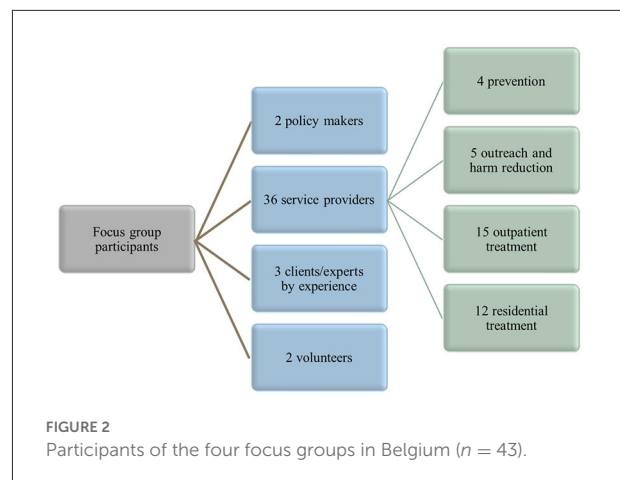 Focus group
participants
2 policy makers
36 service providers
3 clients/experts
by experience
2 volunteers
4 prevention
5 outreach and
harm reduction
15 outpatient
treatment
12 residential
treatment
FIGURE 2
Participants of the four focus groups in Belgium (n = 43).